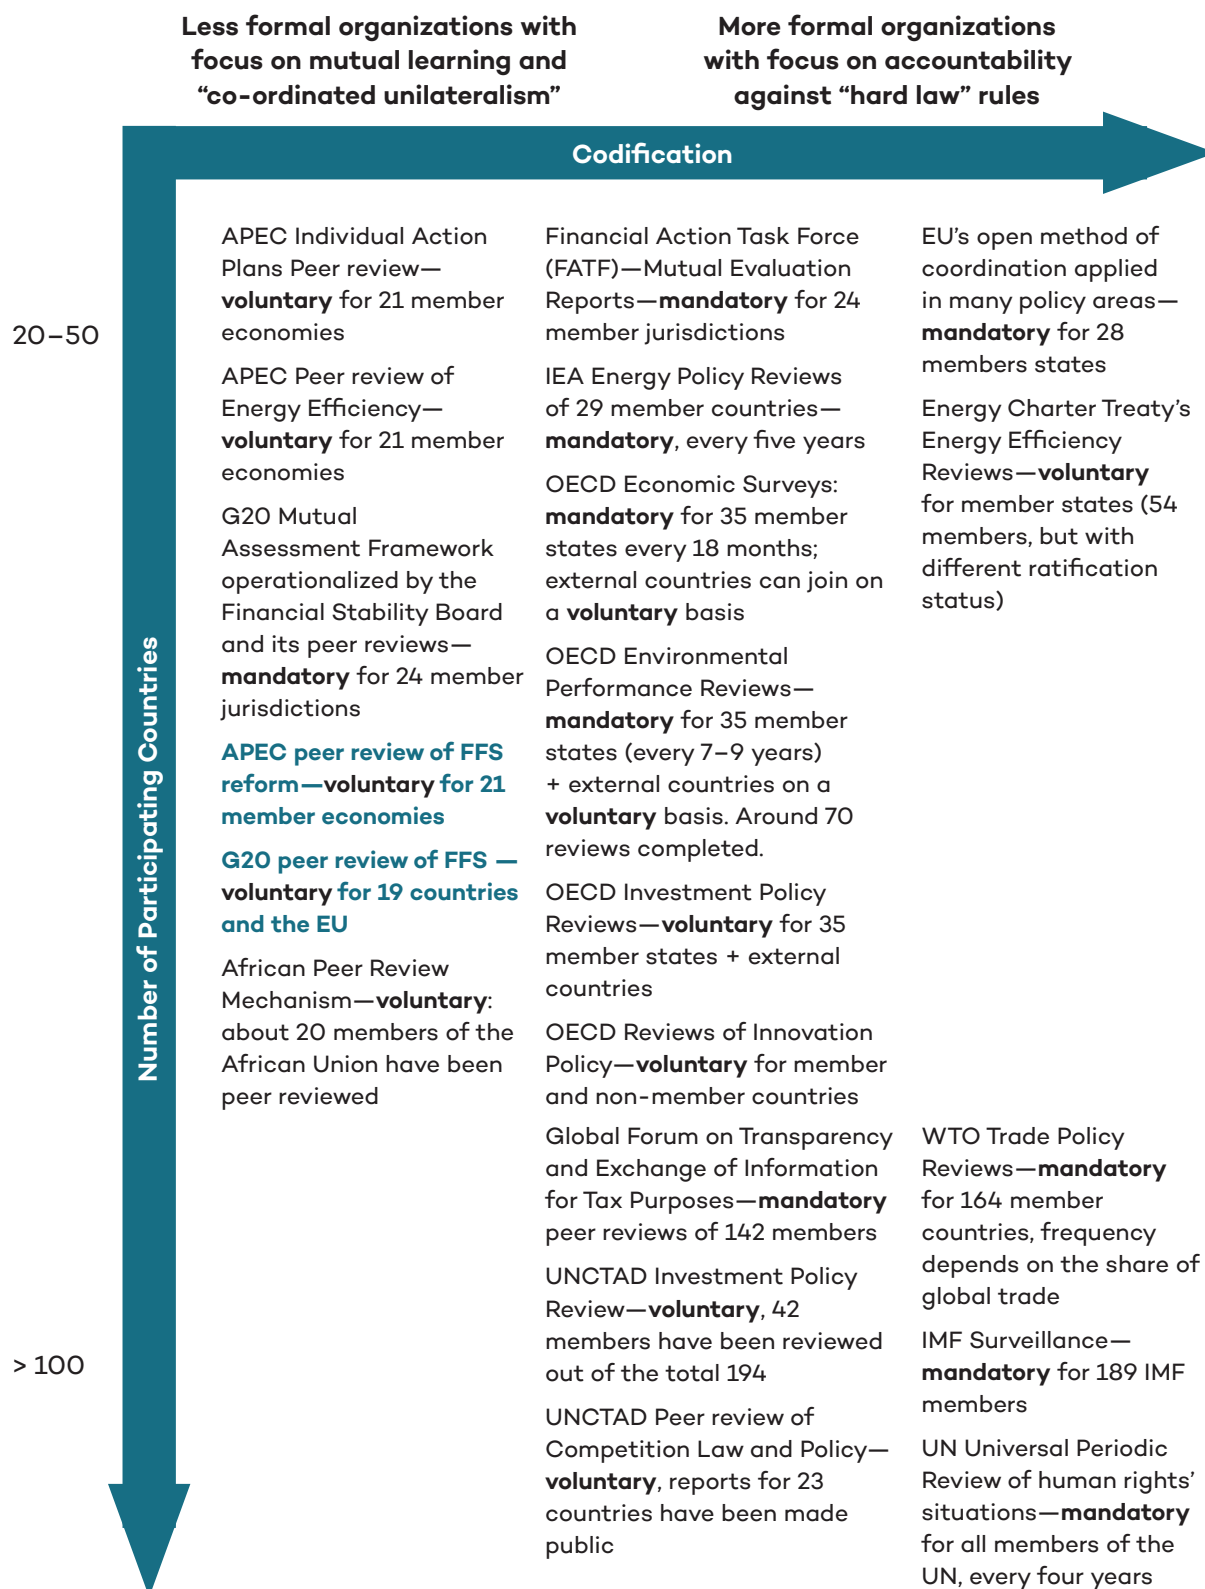 Less formal organizations with
focus on mutual learning and
“co-ordinated unilateralism”
More formal organizations
with focus on accountability
against “hard law” rules
Codification
Number of Participating Countries
20–50
APEC Individual Action
Plans Peer review—
voluntary for 21 member
economies
APEC Peer review of
Energy Efficiency—
voluntary for 21 member
economies
G20 Mutual
Assessment Framework
operationalized by the
Financial Stability Board
and its peer reviews—
mandatory for 24 member
jurisdictions
APEC peer review of FFS
reform—voluntary for 21
member economies
G20 peer review of FFS —
voluntary for 19 countries
and the EU
African Peer Review
Mechanism—voluntary:
about 20 members of the
African Union have been
peer reviewed
Financial Action Task Force
(FATF)—Mutual Evaluation
Reports—mandatory for 24
member jurisdictions
IEA Energy Policy Reviews
of 29 member countries—
mandatory, every five years
OECD Economic Surveys:
mandatory for 35 member
states every 18 months;
external countries can join on
a voluntary basis
OECD Environmental
Performance Reviews—
mandatory for 35 member
states (every 7–9 years)
+ external countries on a
voluntary basis. Around 70
reviews completed.
OECD Investment Policy
Reviews—voluntary for 35
member states + external
countries
OECD Reviews of Innovation
Policy—voluntary for member
and non-member countries
EU’s open method of
coordination applied
in many policy areas—
mandatory for 28
members states
Energy Charter Treaty’s
Energy Efficiency
Reviews—voluntary
for member states (54
members, but with
different ratification
status)
> 100
Global Forum on Transparency
and Exchange of Information
for Tax Purposes—mandatory
peer reviews of 142 members
UNCTAD Investment Policy
Review—voluntary, 42
members have been reviewed
out of the total 194
UNCTAD Peer review of
Competition Law and Policy—
voluntary, reports for 23
countries have been made
public
WTO Trade Policy
Reviews—mandatory
for 164 member
countries, frequency
depends on the share of
global trade
IMF Surveillance—
mandatory for 189 IMF
members
UN Universal Periodic
Review of human rights’
situations—mandatory
for all members of the
UN, every four years